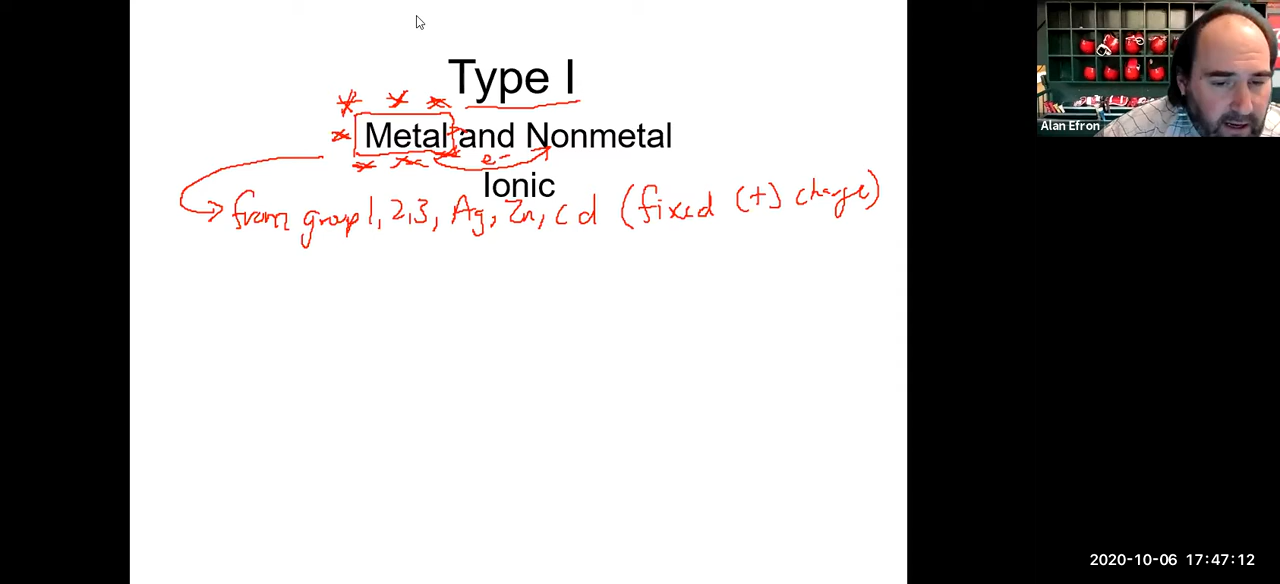 Type I
Metal and Nonmetal
e-
Ionic
from group 1, 2, 3, Ag, Zn, cd (fixed (+) charge)
Alan Efron
2020-10-06 17:47:12